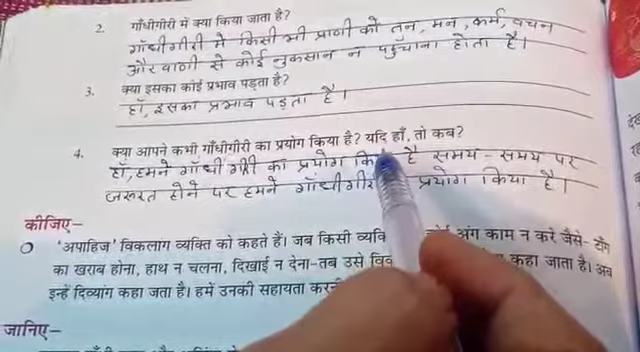 2. गाँधीगीरी में क्या किया जाता है?
गाँधीगीरी में किसी भी प्राणी को तन, मन, कर्म, वचन
और वाणी से कोई नुकसान न पहुँचाना होता है।
3. क्या इसका कोई प्रभाव पड़ता है?
हाँ, इसका प्रभाव पड़ता है।
4. क्या आपने कभी गाँधीगीरी का प्रयोग किया है? यदि हाँ, तो कब?
हाँ, हमने गाँधीगीरी का प्रयोग है समय-समय पर
जरूरत होने पर हमने प्रयोग किया है।
कीजिए–
'अपाहिज' विकलांग व्यक्ति को कहते हैं। जब किसी अंग काम न करे जैसे- टाँग
का खराब होना, हाथ न चलना, दिखाई न देना-तब उसे कहा जाता है। अब
इन्हें दिव्यांग कहा जता है। हमें उनकी सहायता
जानिए–